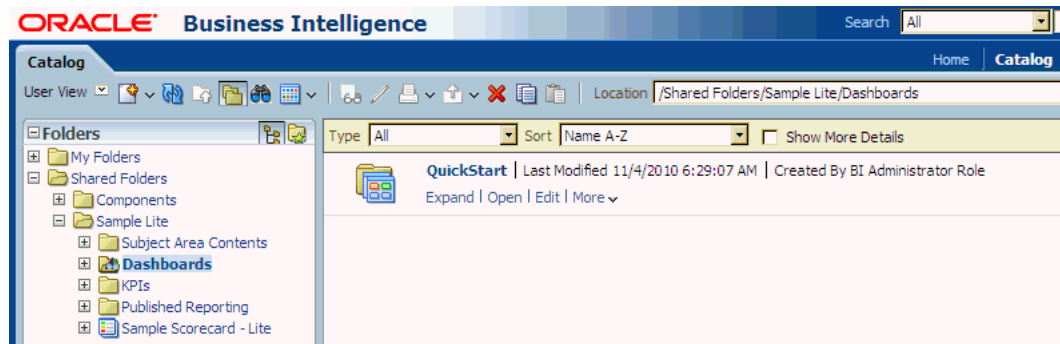 ORACLE Business Intelligence Search All
Catalog Home Catalog
User View Location /Shared Folders/Sample Lite/Dashboards
Folders Type All Sort Name A-Z Show More Details
My Folders
Shared Folders
Components
Sample Lite
Subject Area Contents
Dashboards
KPIs
Published Reporting
Sample Scorecard - Lite
QuickStart | Last Modified 11/4/2010 6:29:07 AM | Created By BI Administrator Role
Expand | Open | Edit | More